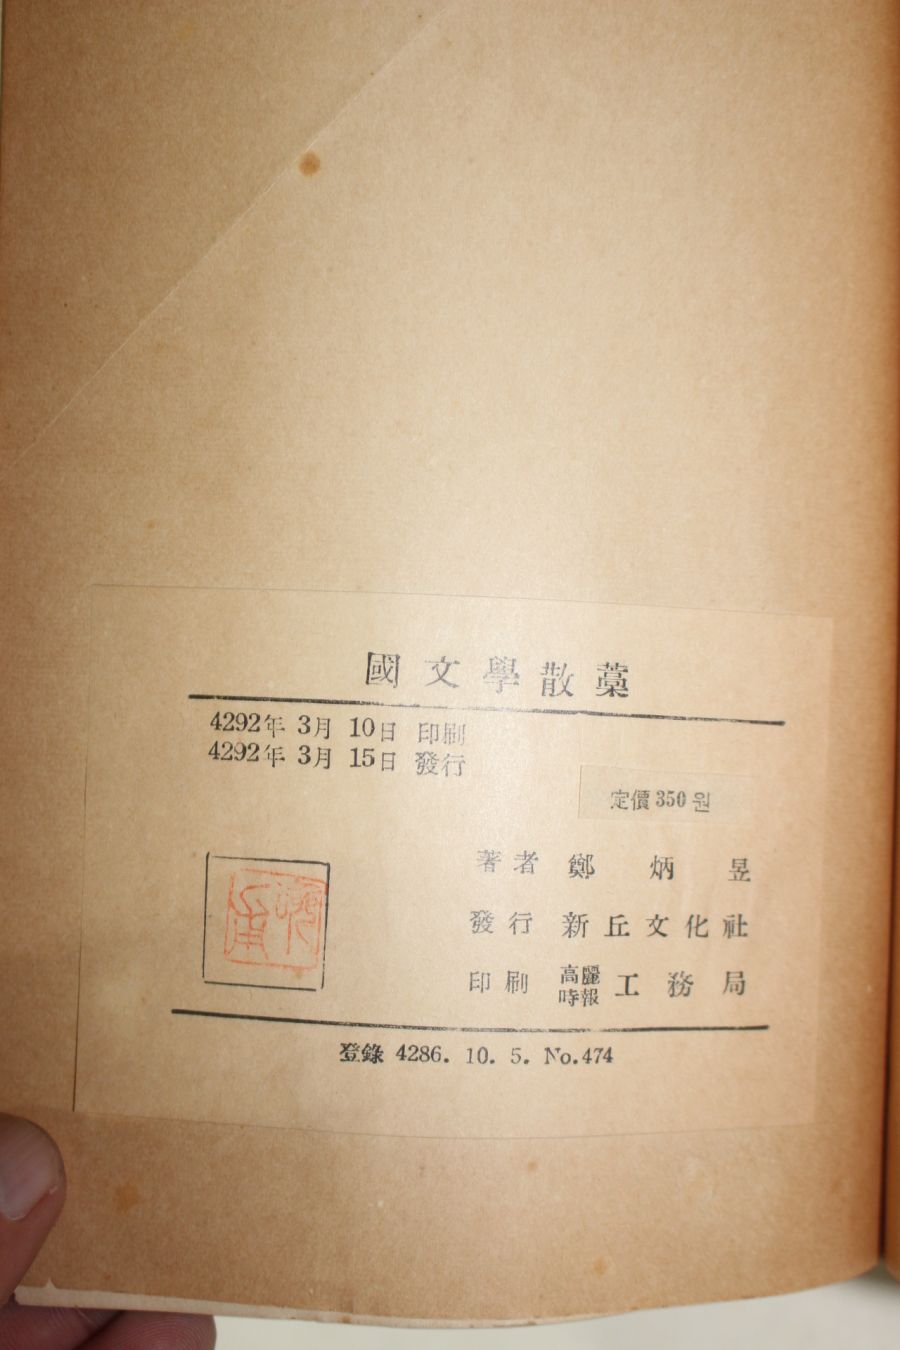 國文學散藁
4292年 3月 10日 印刷
4292年 3月 15日 發行
定價 350 원
著者 鄭炳昱
發行 新丘文化社
印刷 高麗時報 工務局
登錄 4286. 10. 5. No.474